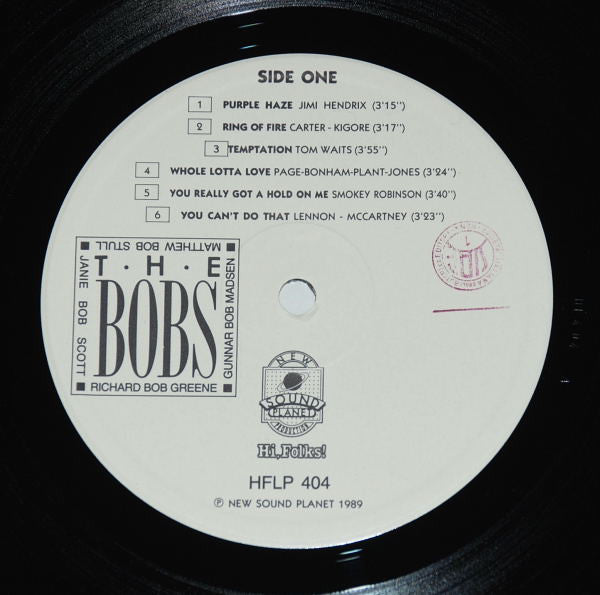 SIDE ONE
1 PURPLE HAZE JIMI HENDRIX (3'15'')
2 RING OF FIRE CARTER - KIGORE (3'17'')
3 TEMPTATION TOM WAITS (3'55'')
4 WHOLE LOTTA LOVE PAGE-BONHAM-PLANT-JONES (3'24'')
5 YOU REALLY GOT A HOLD ON ME SMOKEY ROBINSON (3'40'')
6 YOU CAN'T DO THAT LENNON - MCCARTNEY (3'23'')
MATTHEW BOB STULL
JANIE BOB SCOTT
T·H·E
BOBS
GUNNAR BOB MADSEN
RICHARD BOB GREENE
NEW
SOUND
PLANET
PRODUCTION
Hi, Folks!
HFLP 404
℗ NEW SOUND PLANET 1989